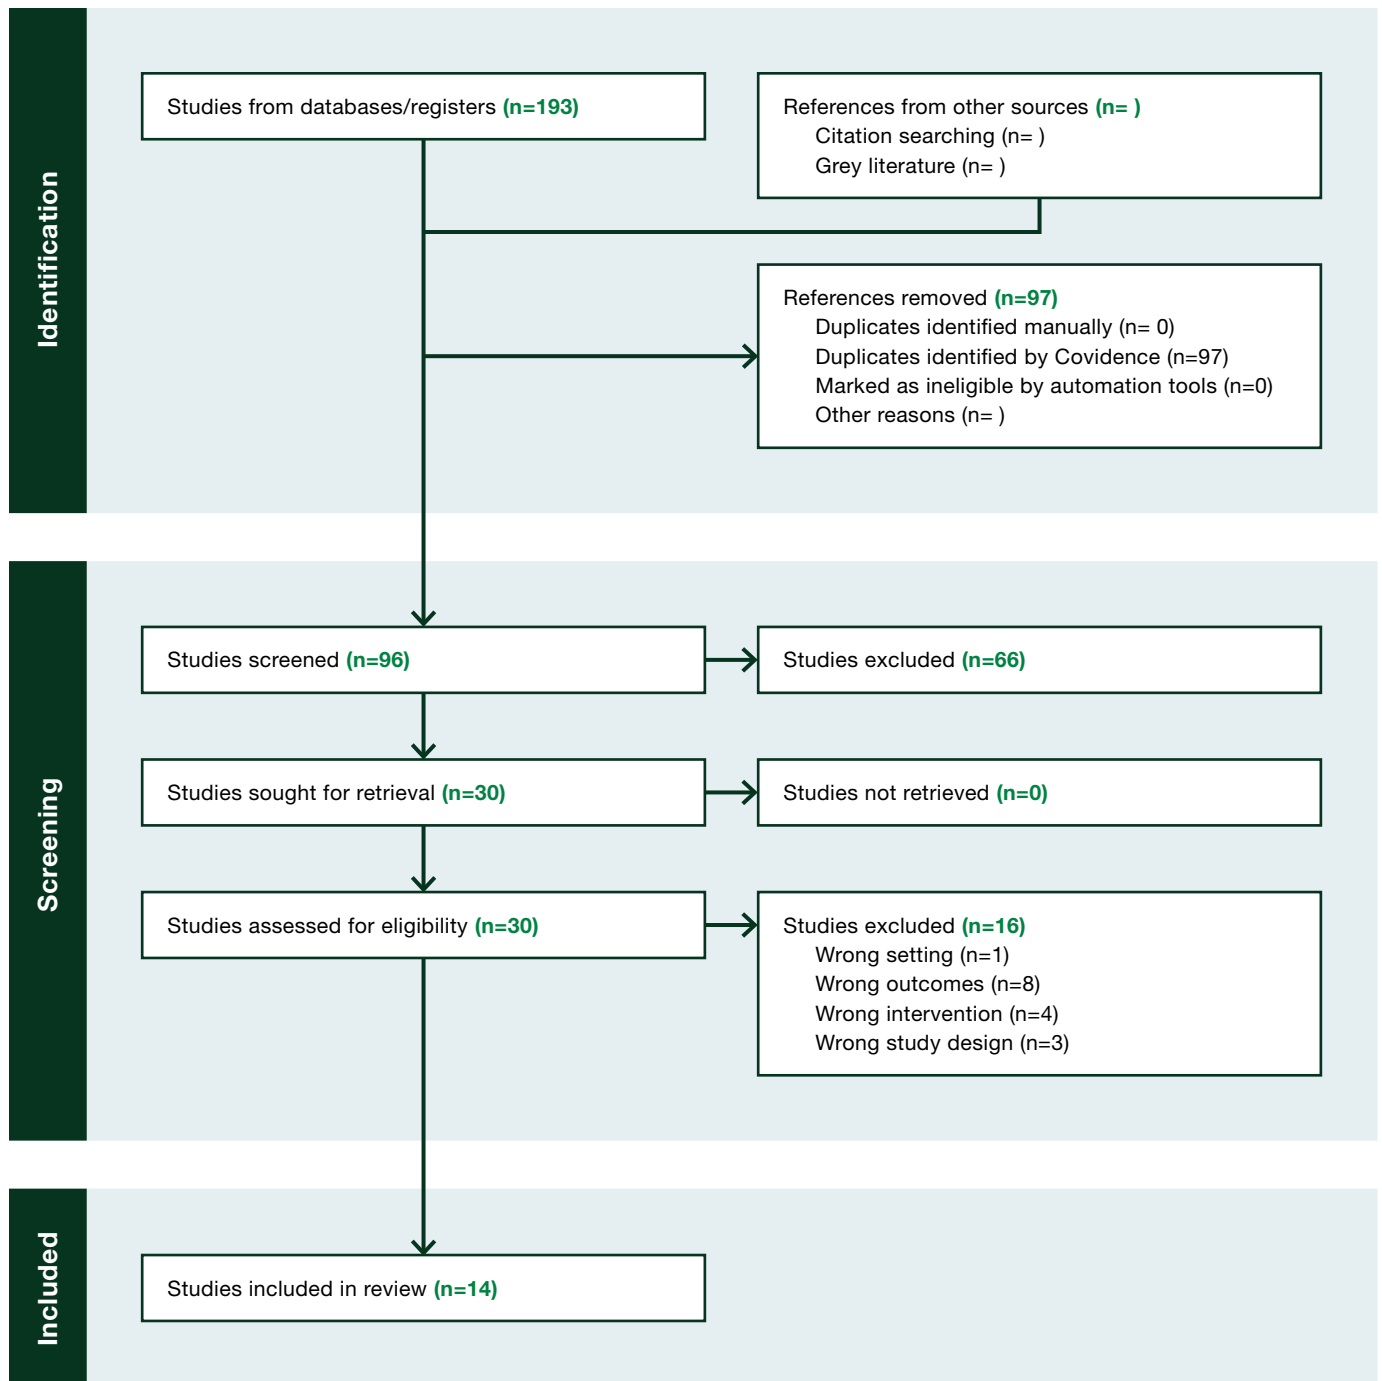 Identification
Studies from databases/registers (n=193)
References from other sources (n= )
Citation searching (n= )
Grey literature (n= )
References removed (n=97)
Duplicates identified manually (n= 0)
Duplicates identified by Covidence (n=97)
Marked as ineligible by automation tools (n=0)
Other reasons (n= )
Screening
Studies screened (n=96)
Studies excluded (n=66)
Studies sought for retrieval (n=30)
Studies not retrieved (n=0)
Studies assessed for eligibility (n=30)
Studies excluded (n=16)
Wrong setting (n=1)
Wrong outcomes (n=8)
Wrong intervention (n=4)
Wrong study design (n=3)
Included
Studies included in review (n=14)